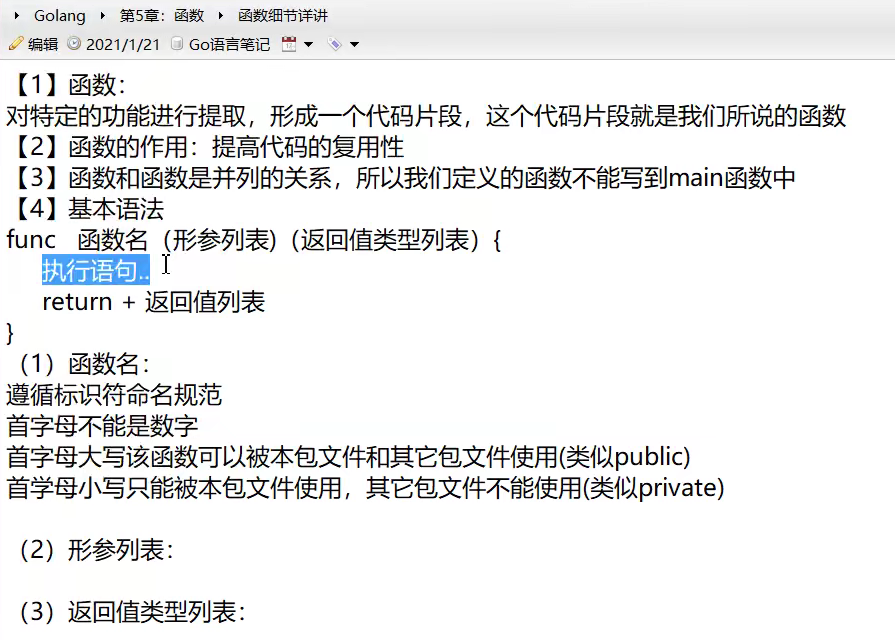 Golang 第5章：函数 函数细节详讲
编辑 2021/1/21 Go语言笔记
【1】函数：
对特定的功能进行提取，形成一个代码片段，这个代码片段就是我们所说的函数
【2】函数的作用：提高代码的复用性
【3】函数和函数是并列的关系，所以我们定义的函数不能写到main函数中
【4】基本语法
func 函数名（形参列表)（返回值类型列表）{
执行语句..
return + 返回值列表
}
（1）函数名：
遵循标识符命名规范
首字母不能是数字
首字母大写该函数可以被本包文件和其它包文件使用(类似public)
首学母小写只能被本包文件使用，其它包文件不能使用(类似private)
（2）形参列表：
（3）返回值类型列表：